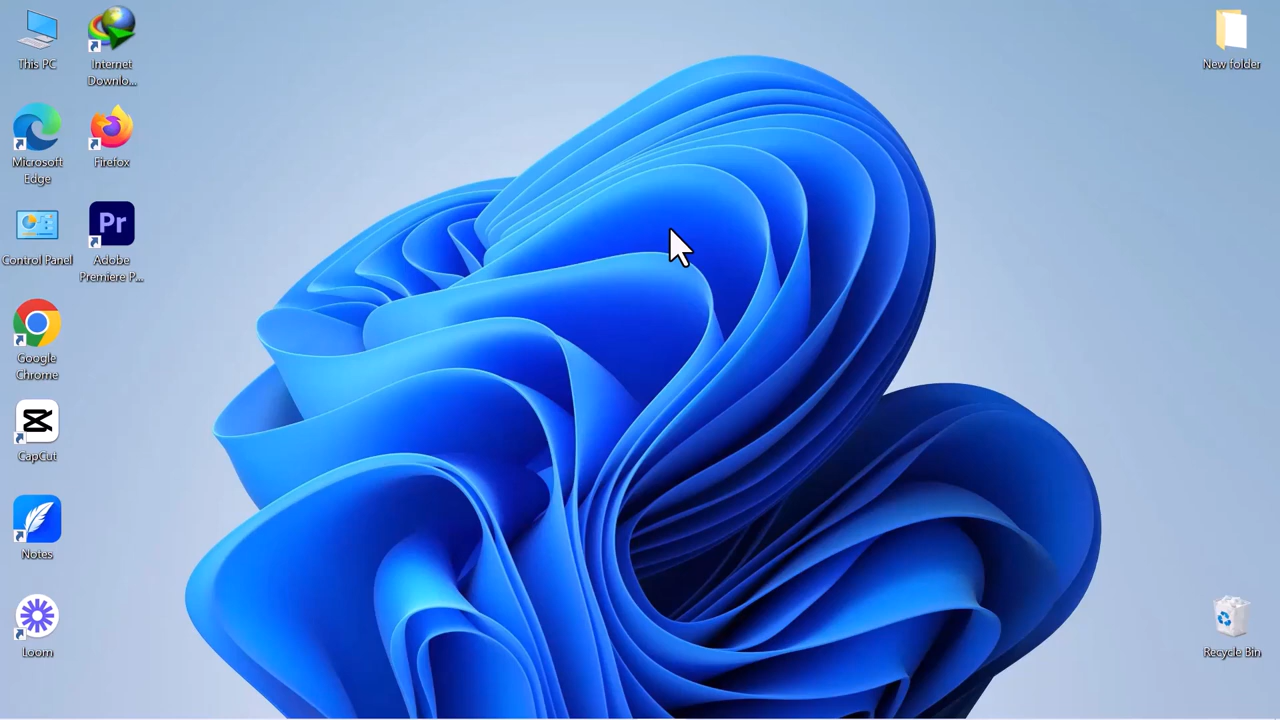 This PC
Internet
Downlo...
New folder
Microsoft
Edge
Firefox
Control Panel
Pr
Adobe
Premiere P...
Google
Chrome
CapCut
Notes
Loom
Recycle Bin